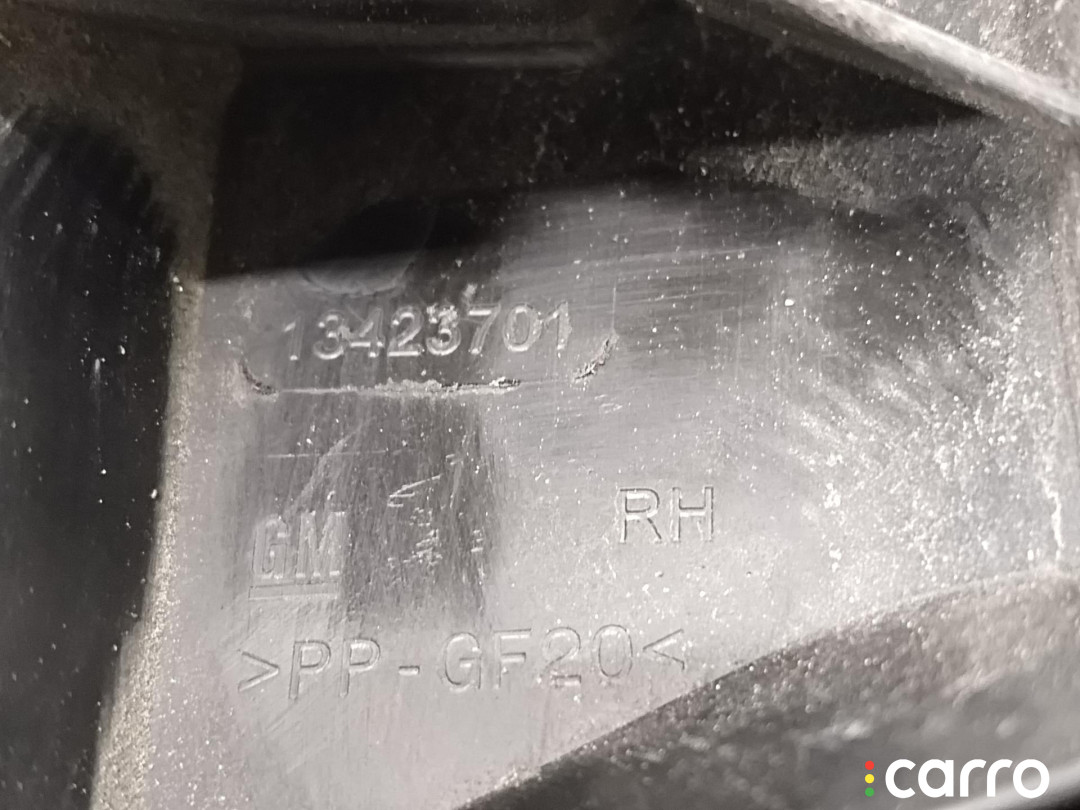 13423701
RH
GM
>PP-GF20<
carro